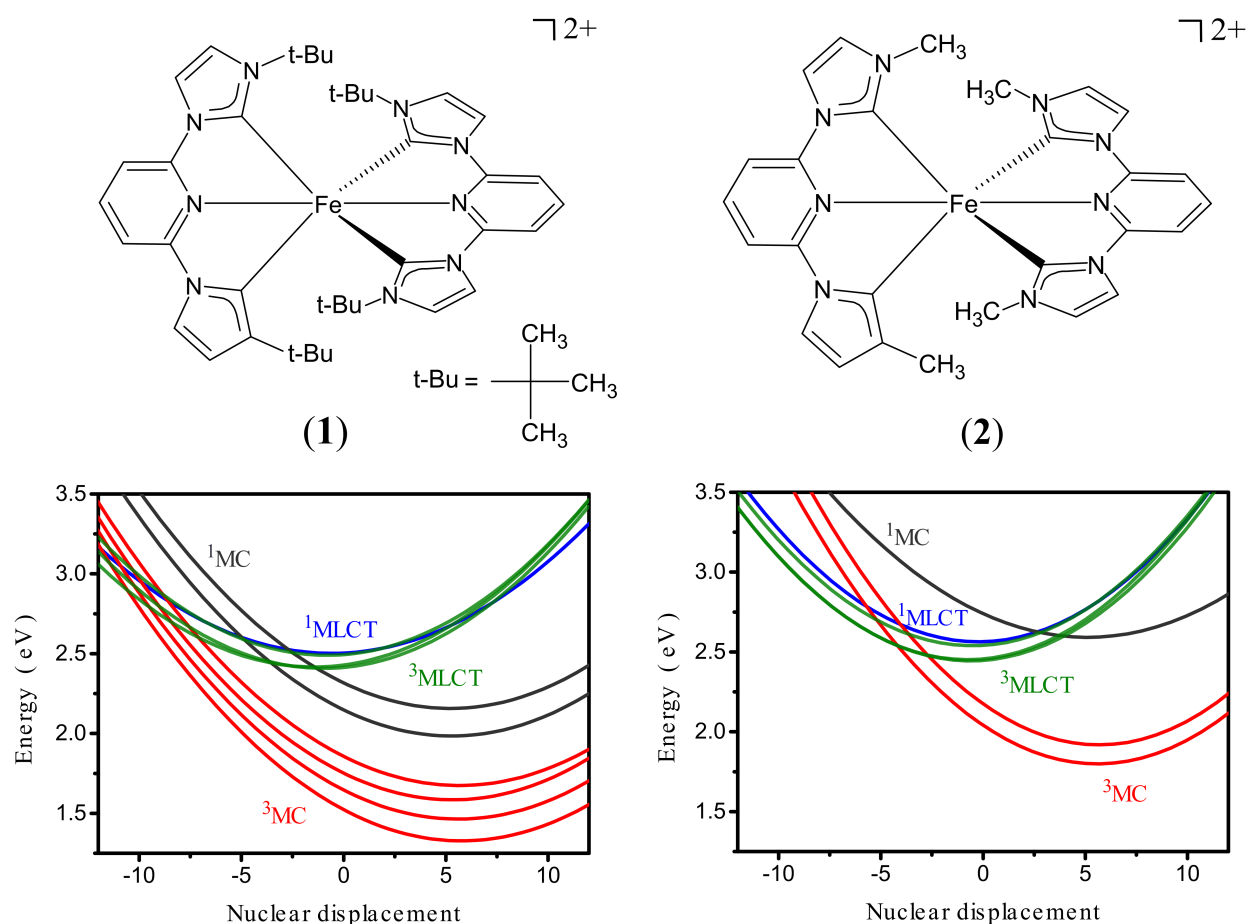 2+
t-Bu
N
N
t-Bu
N
N
N
Fe
N
N
N
N
t-Bu
t-Bu
t-Bu =
CH3
CH3
CH3
(1)
2+
CH3
N
N
H3C
N
N
N
Fe
N
N
N
N
H3C
CH3
(2)
3.5
3.0
2.5
2.0
1.5
Energy ( eV)
1MC
1MLCT
3MLCT
3MC
-10
-5
0
5
10
Nuclear displacement
3.5
3.0
2.5
2.0
1.5
Energy ( eV)
1MC
1MLCT
3MLCT
3MC
-10
-5
0
5
10
Nuclear displacement